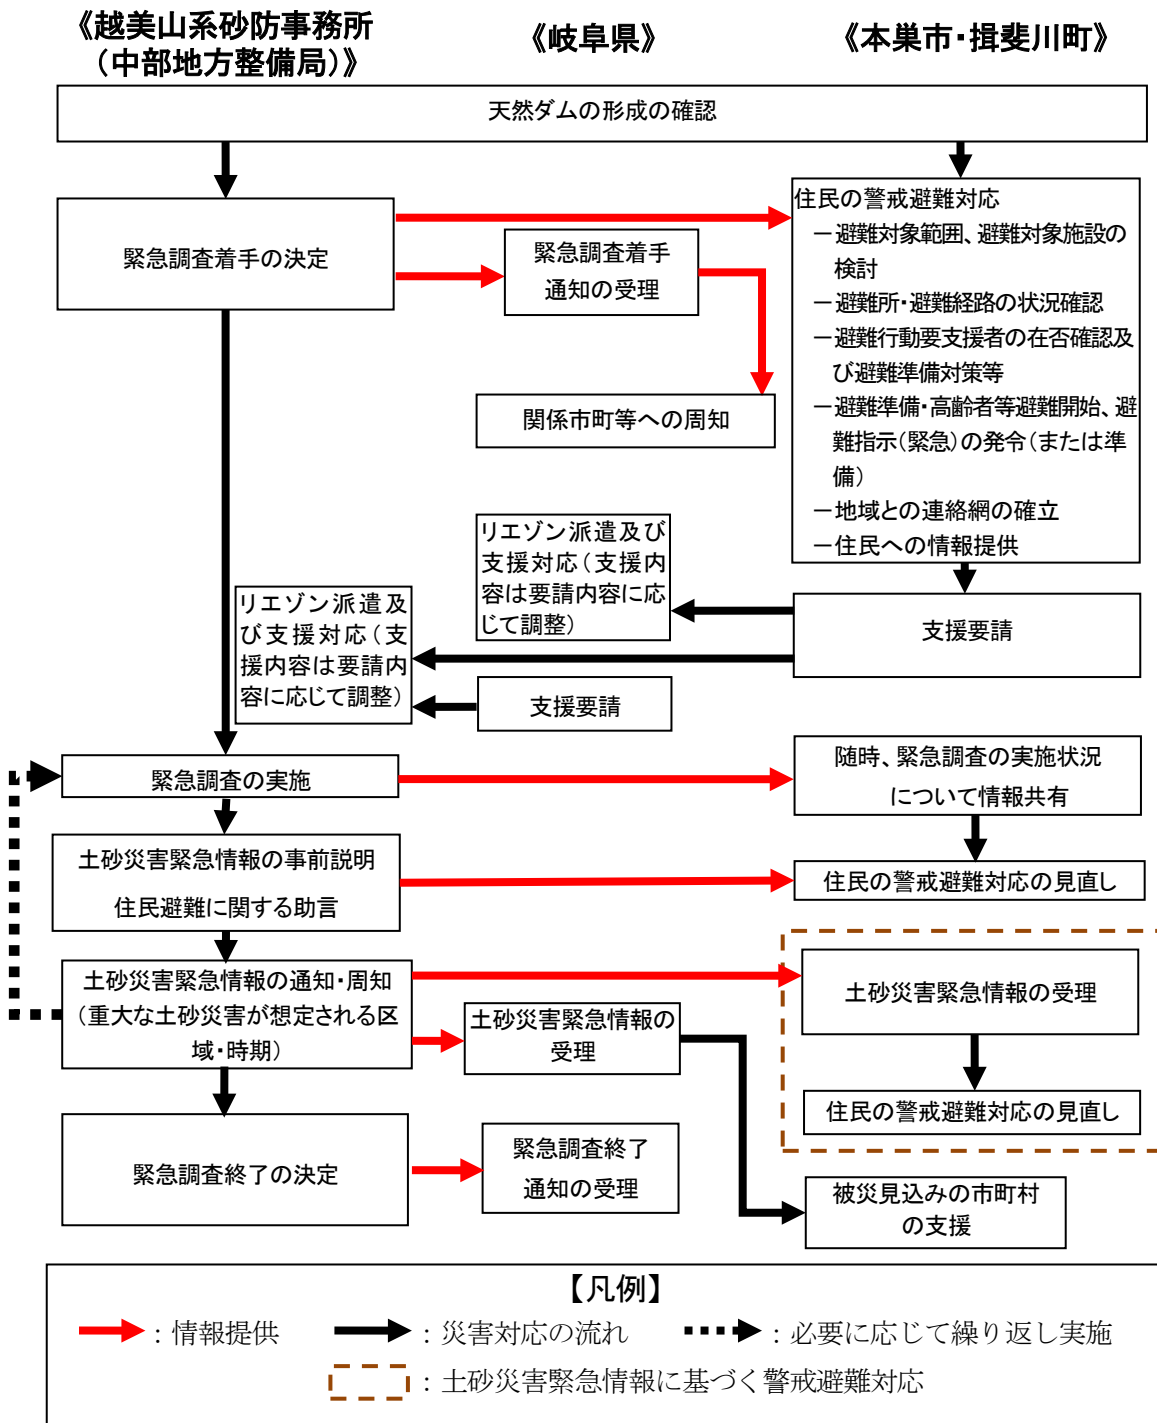 《越美山系砂防事務所
（中部地方整備局）》
《岐阜県》
《本巣市・揖斐川町》
天然ダムの形成の確認
緊急調査着手の決定
緊急調査着手
通知の受理
関係市町等への周知
住民の警戒避難対応
－避難対象範囲、避難対象施設の
検討
－避難所・避難経路の状況確認
－避難行動要支援者の在否確認及
び避難準備対策等
－避難準備・高齢者等避難開始、避
難指示（緊急）の発令（または準
備）
－地域との連絡網の確立
－住民への情報提供
リエゾン派遣及び
支援対応（支援内
容は要請内容に応
じて調整）
リエゾン派遣及
び支援対応（支
援内容は要請内
容に応じて調整）
支援要請
支援要請
緊急調査の実施
随時、緊急調査の実施状況
について情報共有
土砂災害緊急情報の事前説明
住民避難に関する助言
住民の警戒避難対応の見直し
土砂災害緊急情報の通知・周知
（重大な土砂災害が想定される区
域・時期）
土砂災害緊急情報の
受理
土砂災害緊急情報の受理
住民の警戒避難対応の見直し
緊急調査終了の決定
緊急調査終了
通知の受理
被災見込みの市町村
の支援
【凡例】
：情報提供
：災害対応の流れ
：必要に応じて繰り返し実施
：土砂災害緊急情報に基づく警戒避難対応